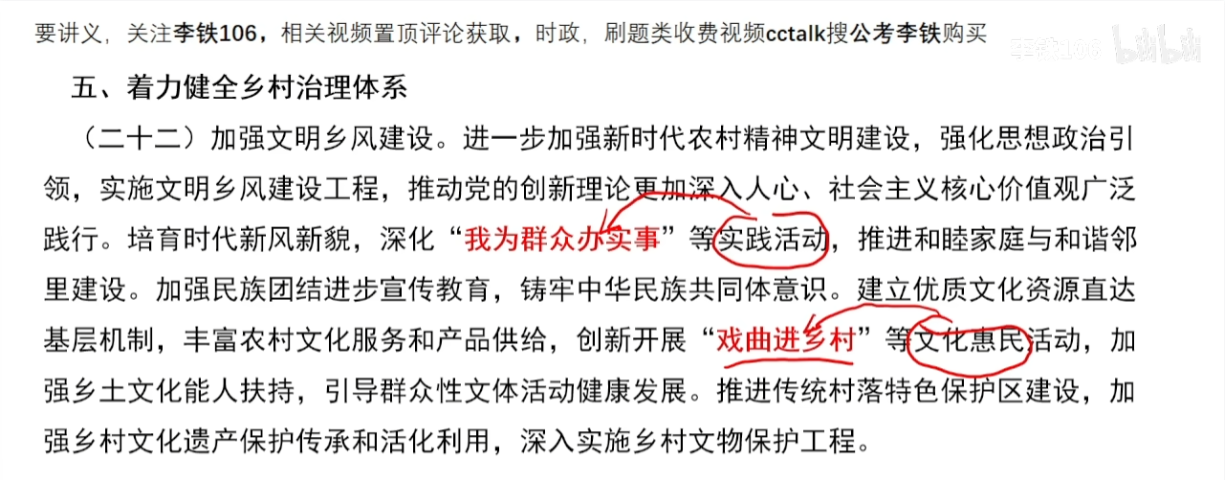 要讲义，关注李铁106，相关视频置顶评论获取，时政，刷题类收费视频cctalk搜公考李铁购买
李铁106 bilibili
五、着力健全乡村治理体系
（二十二）加强文明乡风建设。进一步加强新时代农村精神文明建设，强化思想政治引
领，实施文明乡风建设工程，推动党的创新理论更加深入人心、社会主义核心价值观广泛
践行。培育时代新风新貌，深化“我为群众办实事”等实践活动，推进和睦家庭与和谐邻
里建设。加强民族团结进步宣传教育，铸牢中华民族共同体意识。建立优质文化资源直达
基层机制，丰富农村文化服务和产品供给，创新开展“戏曲进乡村”等文化惠民活动，加
强乡土文化能人扶持，引导群众性文体活动健康发展。推进传统村落特色保护区建设，加
强乡村文化遗产保护传承和活化利用，深入实施乡村文物保护工程。